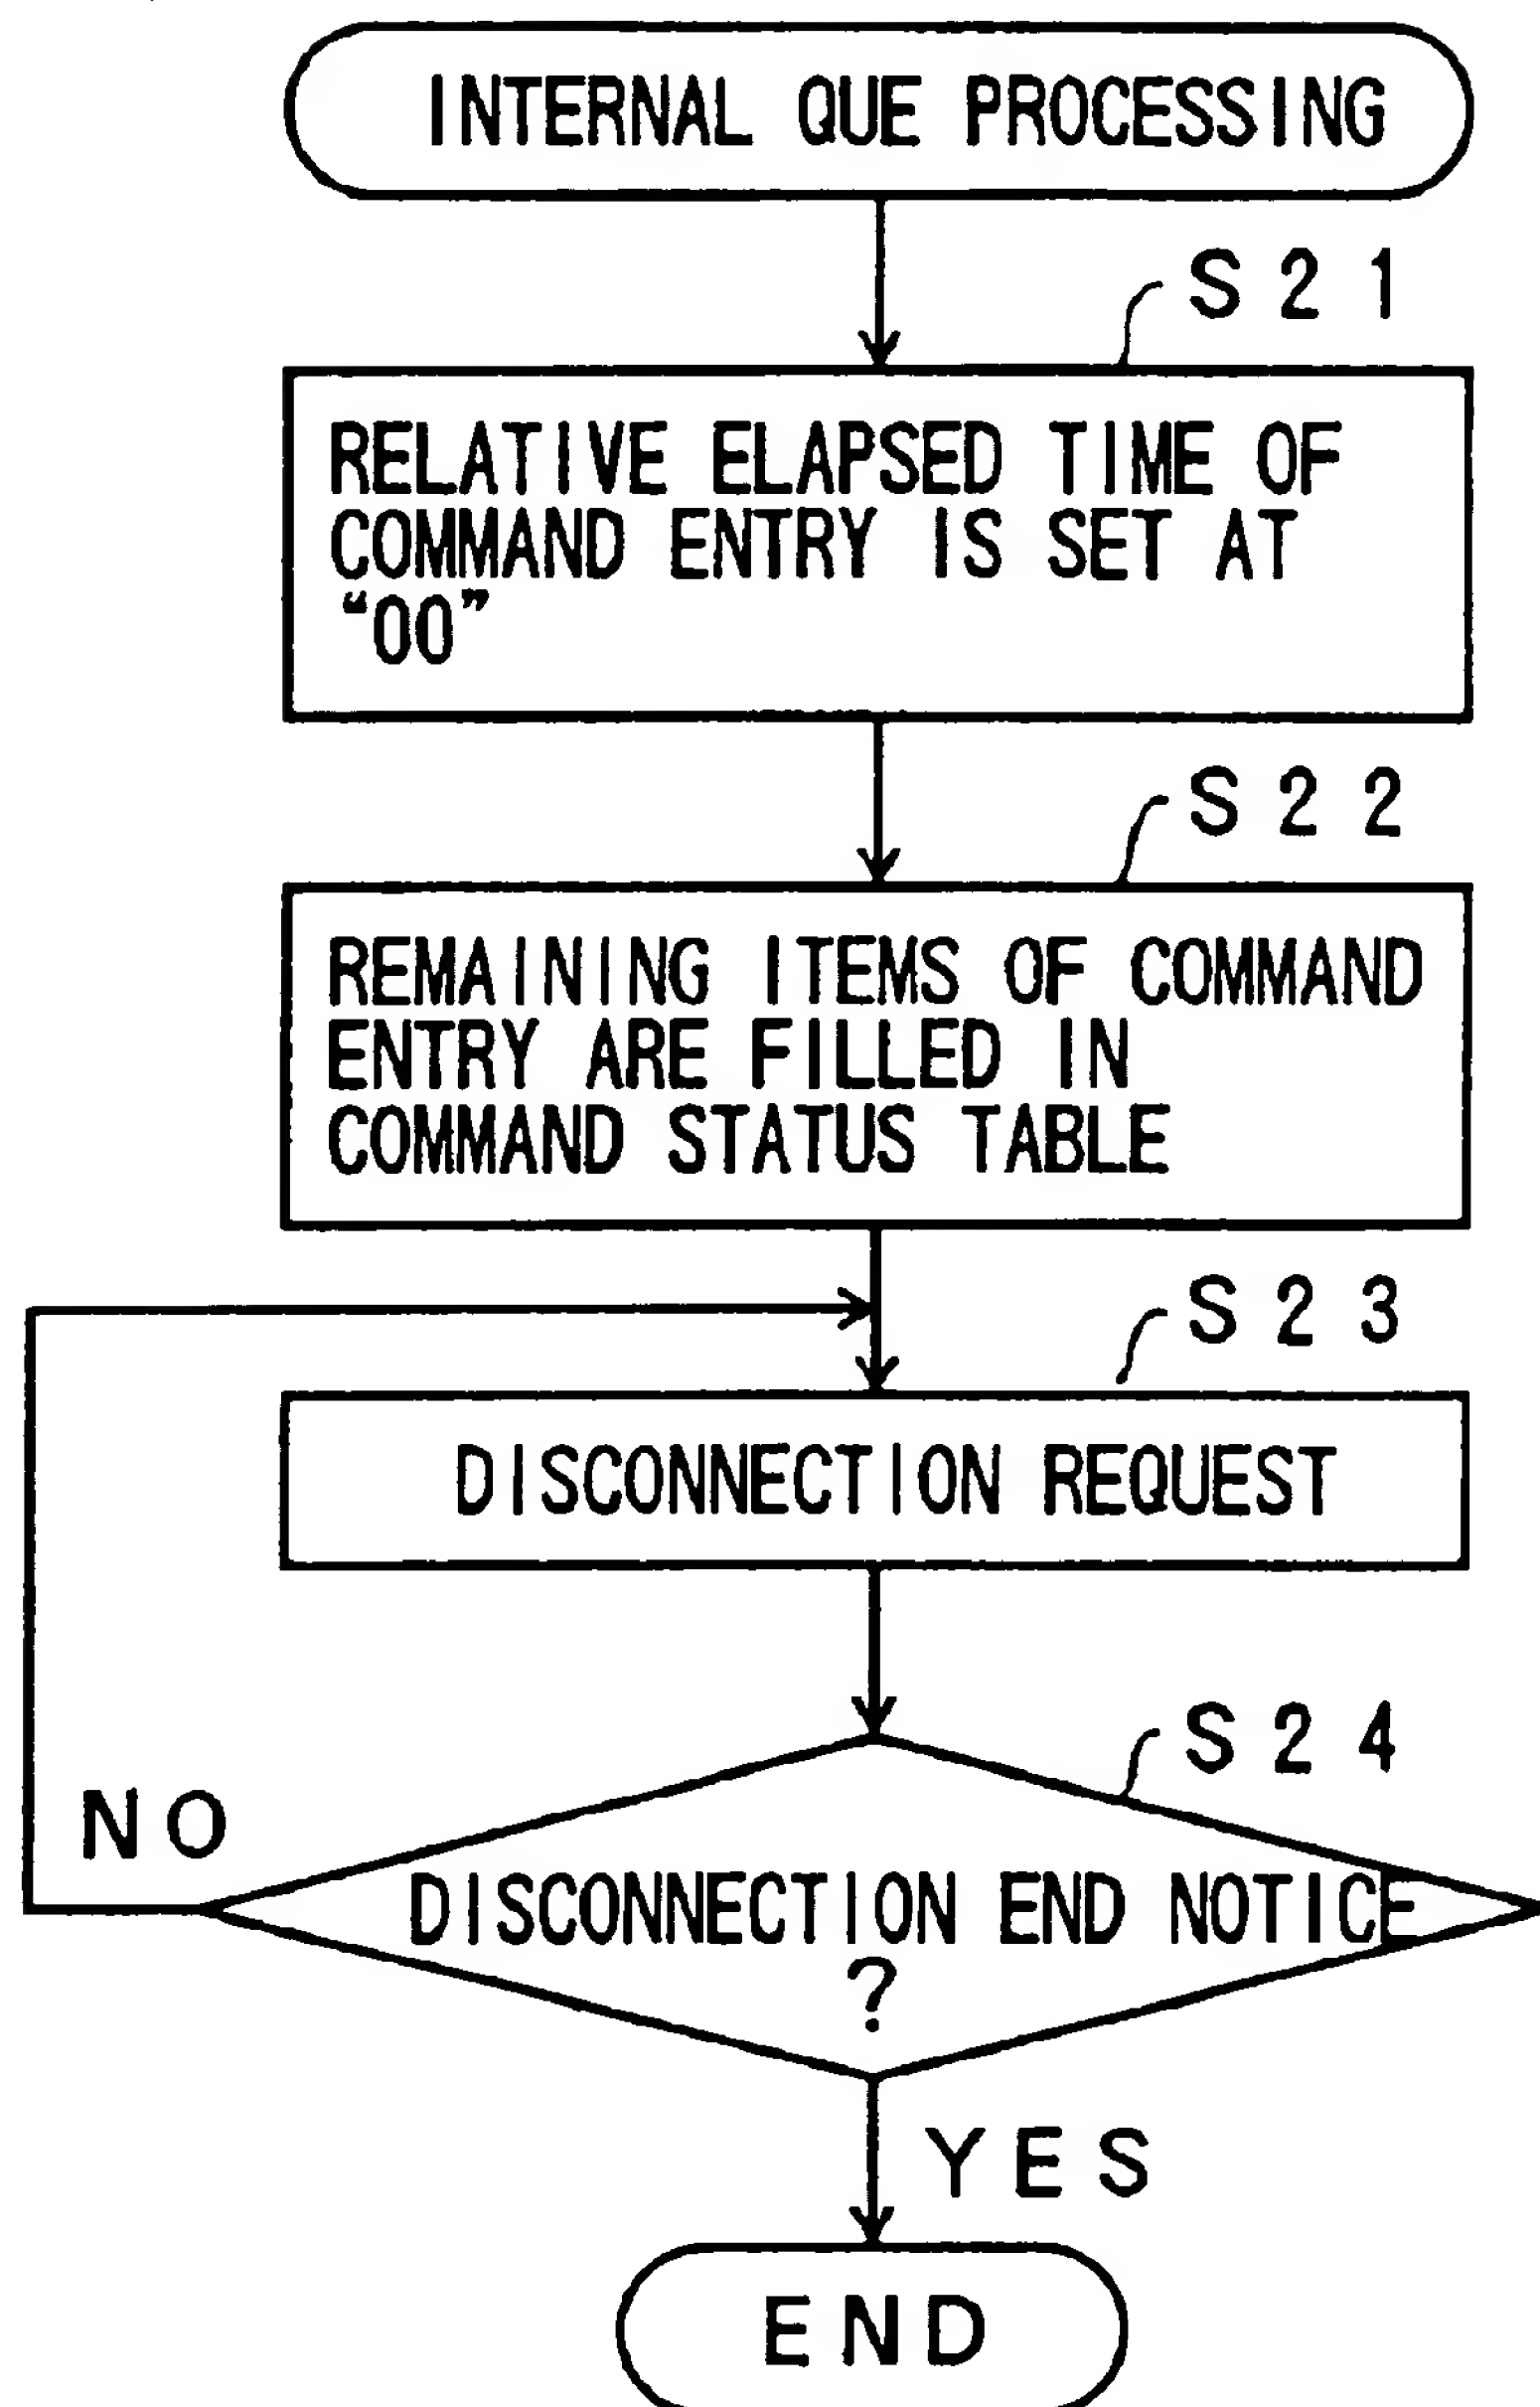 INTERNAL QUE PROCESSING
S21
RELATIVE ELAPSED TIME OF
COMMAND ENTRY IS SET AT
“00”
S22
REMAINING ITEMS OF COMMAND
ENTRY ARE FILLED IN
COMMAND STATUS TABLE
S23
DISCONNECTION REQUEST
S24
NO
DISCONNECTION END NOTICE
?
YES
END